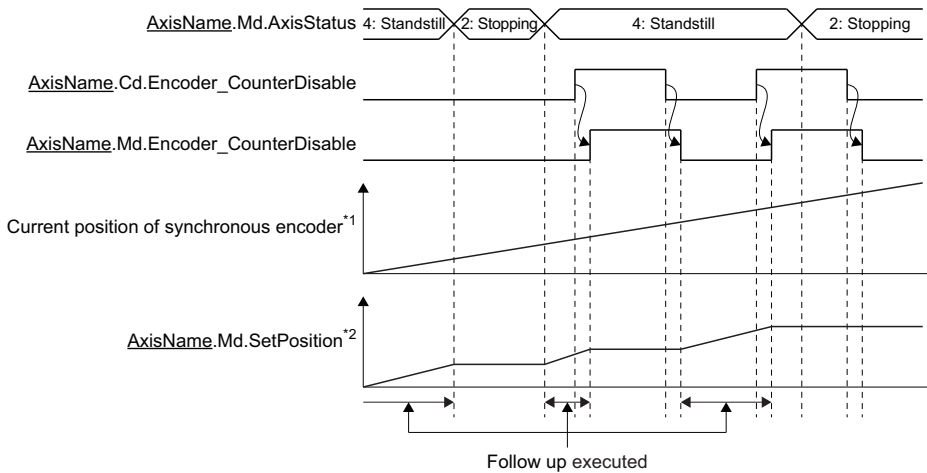 AxisName.Md.AxisStatus 4: Standstill 2: Stopping 4: Standstill 2: Stopping
AxisName.Cd.Encoder_CounterDisable
AxisName.Md.Encoder_CounterDisable
Current position of synchronous encoder*1
AxisName.Md.SetPosition*2
Follow up executed